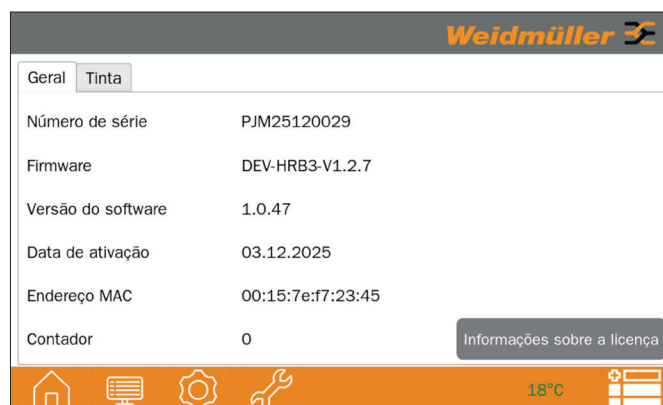 Weidmüller
Geral Tinta
Número de série PJM25120029
Firmware DEV-HRB3-V1.2.7
Versão do software 1.0.47
Data de ativação 03.12.2025
Endereço MAC 00:15:7e:f7:23:45
Contador 0 Informações sobre a licença
18°C